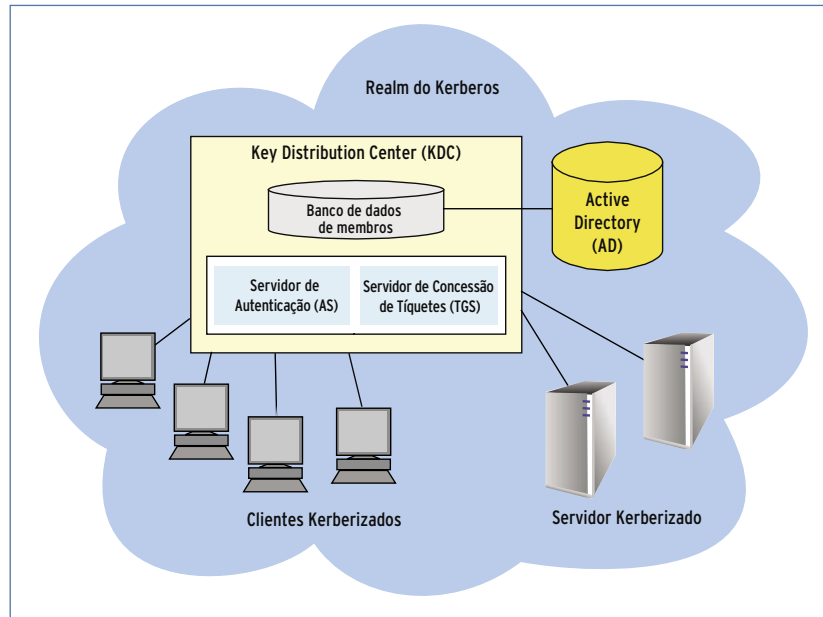 Realm do Kerberos
Key Distribution Center (KDC)
Banco de dados
de membros
Active
Directory
(AD)
Servidor de
Autenticação (AS)
Servidor de Concessão
de Tíquetes (TGS)
Clientes Kerberizados
Servidor Kerberizado